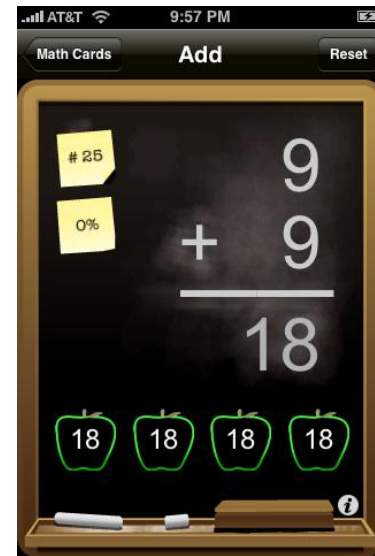 AT&T 9:57 PM
Math Cards Add Reset
# 25
9
0%
+ 9
18
18 18 18 18
i